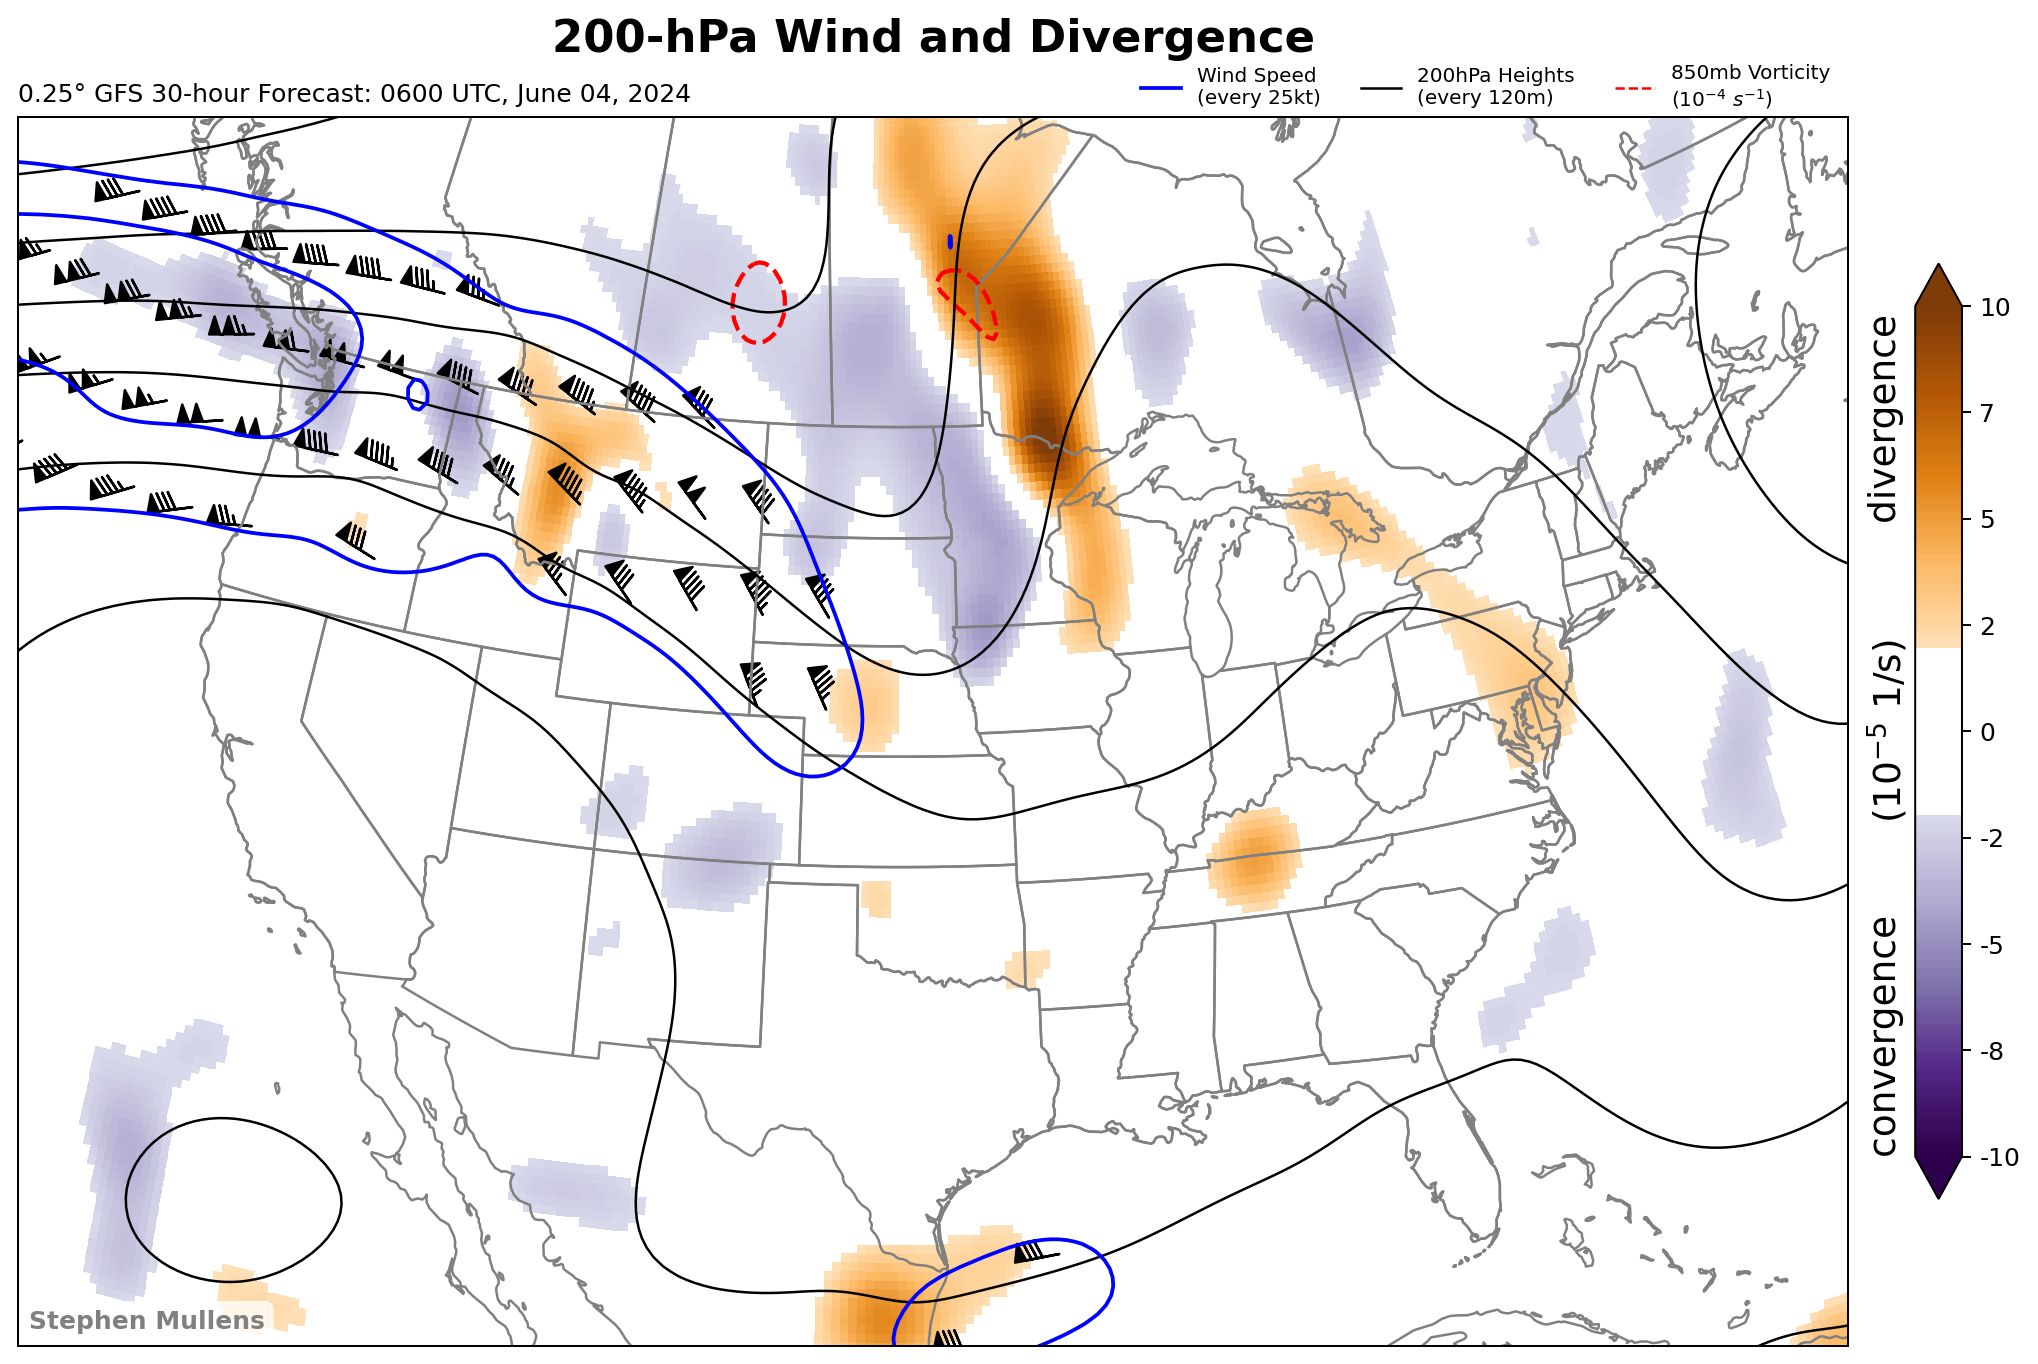 200-hPa Wind and Divergence
0.25° GFS 30-hour Forecast: 0600 UTC, June 04, 2024
Wind Speed
(every 25kt)
200hPa Heights
(every 120m)
850mb Vorticity
(10⁻⁴ s⁻¹)
10
7
5
2
0
-2
-5
-8
-10
convergence (10⁻⁵ 1/s) divergence
Stephen Mullens